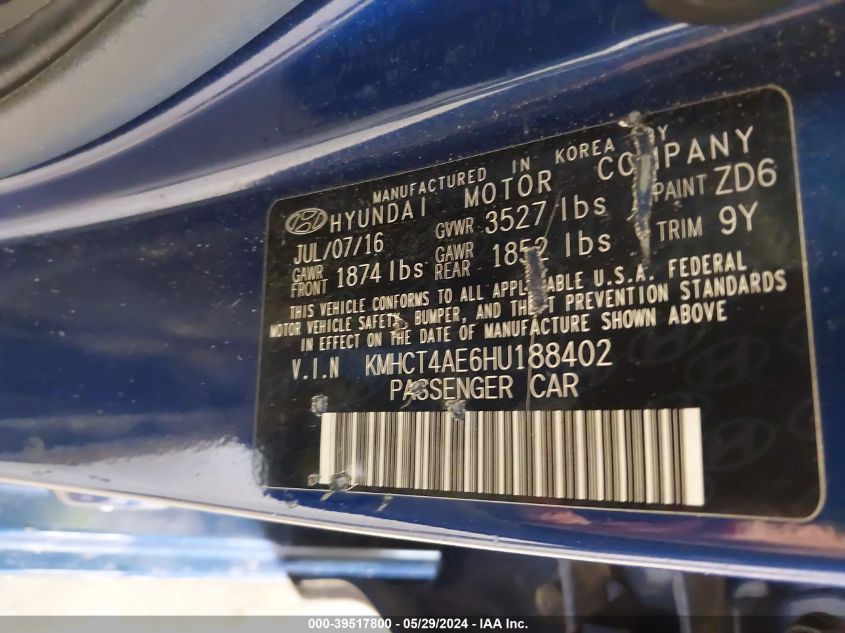 MANUFACTURED IN KOREA BY
HYUNDAI MOTOR COMPANY
JUL/07/16 GVWR 3527 lbs PAINT ZD6
GAWR FRONT 1874 lbs GAWR REAR 1852 lbs TRIM 9Y
THIS VEHICLE CONFORMS TO ALL APPLICABLE U.S.A. FEDERAL
MOTOR VEHICLE SAFETY, BUMPER, AND THEFT PREVENTION STANDARDS
IN EFFECT ON THE DATE OF MANUFACTURE SHOWN ABOVE
V.I.N KMHCT4AE6HU188402
PASSENGER CAR
000-39517800 - 05/29/2024 - IAA Inc.